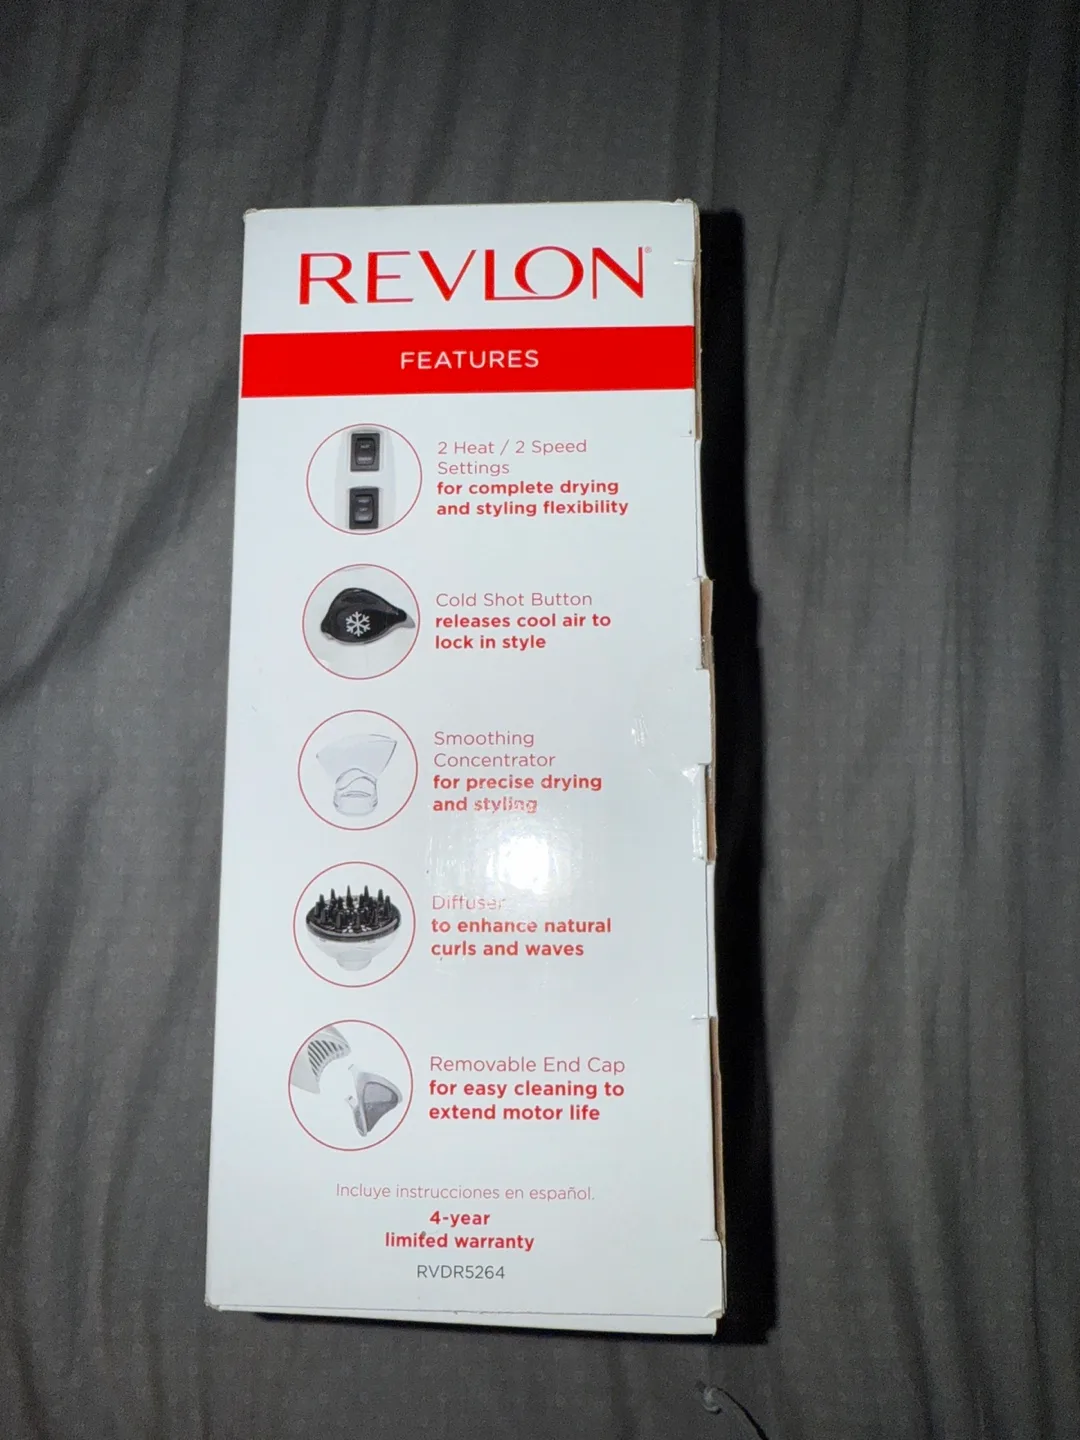 REVLON®
FEATURES
2 Heat / 2 Speed
Settings
for complete drying
and styling flexibility
Cold Shot Button
releases cool air to
lock in style
Smoothing
Concentrator
for precise drying
and styling
Diffuser
to enhance natural
curls and waves
Removable End Cap
for easy cleaning to
extend motor life
Incluye instrucciones en español.
4-year
limited warranty
RVDR5264